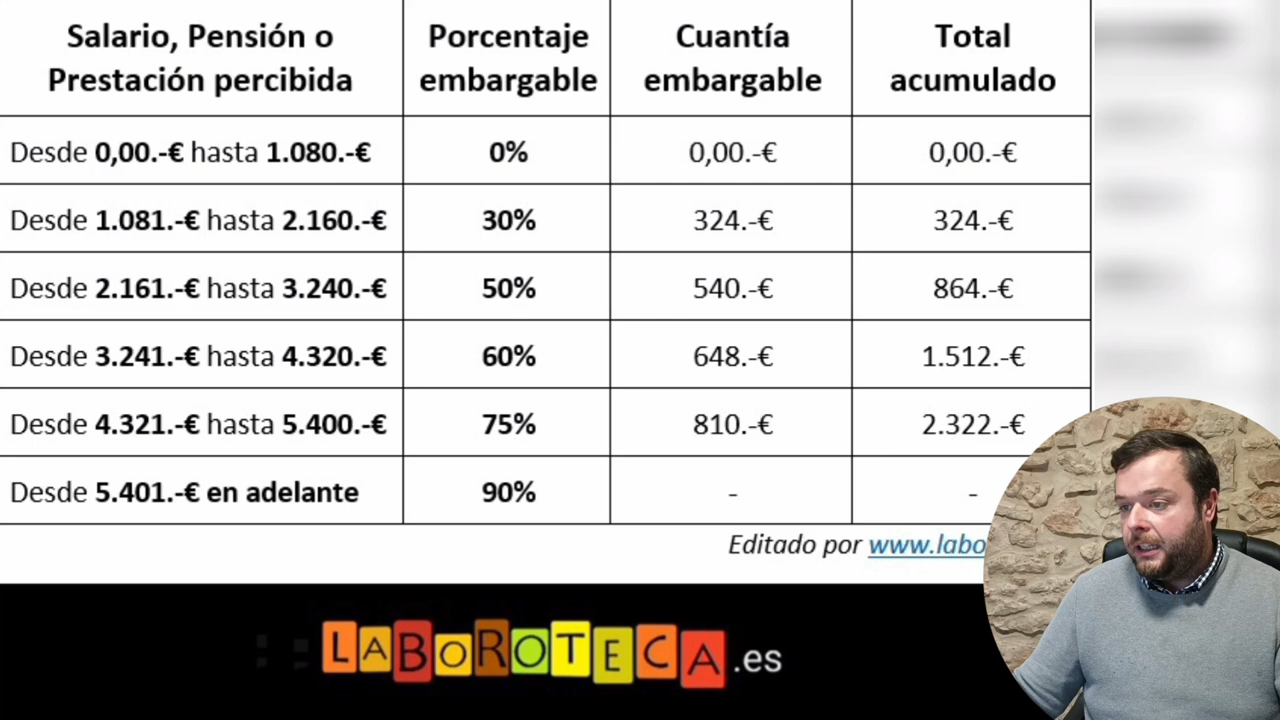 Salario, Pensión o Prestación percibida	Porcentaje embargable	Cuantía embargable	Total acumulado
Desde 0,00.-€ hasta 1.080.-€	0%	0,00.-€	0,00.-€
Desde 1.081.-€ hasta 2.160.-€	30%	324.-€	324.-€
Desde 2.161.-€ hasta 3.240.-€	50%	540.-€	864.-€
Desde 3.241.-€ hasta 4.320.-€	60%	648.-€	1.512.-€
Desde 4.321.-€ hasta 5.400.-€	75%	810.-€	2.322.-€
Desde 5.401.-€ en adelante	90%	-	-
Editado por www.labo
LABOROTECA.es